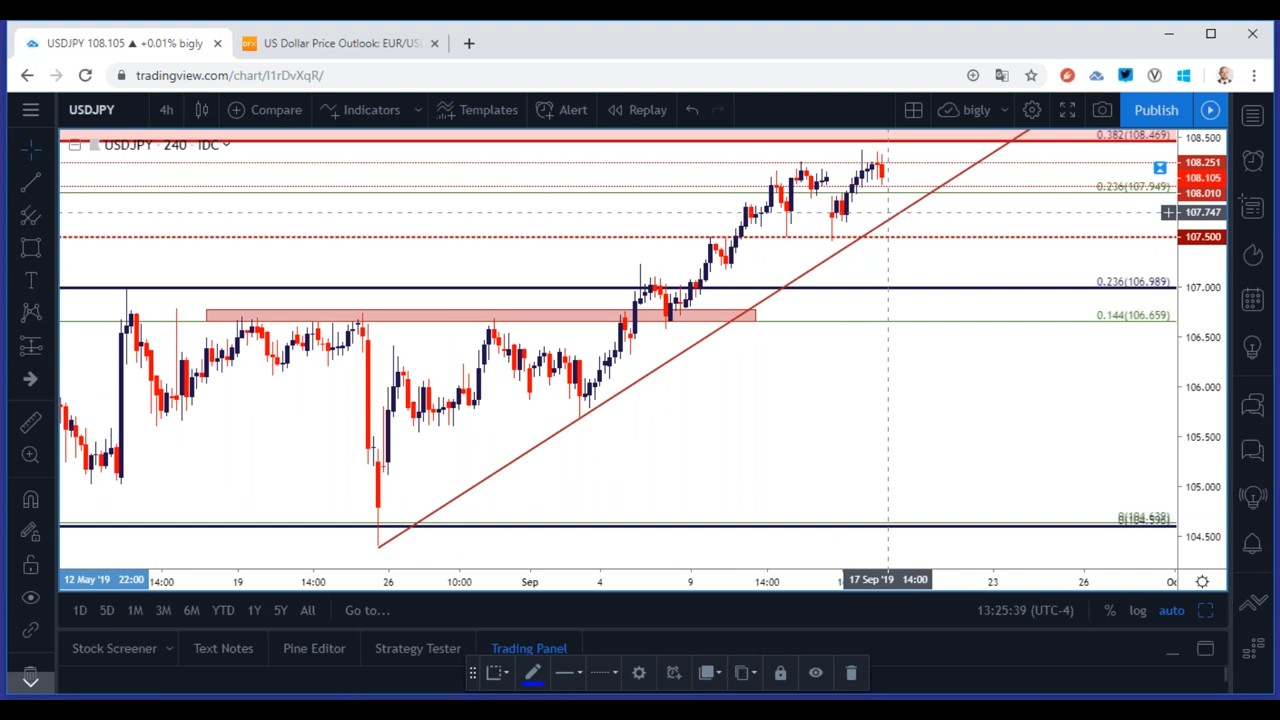 USDJPY 108.105 ▲ +0.01% bigly
US Dollar Price Outlook: EUR/US
tradingview.com/chart/l1rDvXqR/
USDJPY 4h Compare Indicators Templates Alert Replay bigly Publish
USDJPY · 240 · IDC
0.382(108.469)
108.500
108.251
108.105
0.236(107.949)
108.010
107.747
107.500
0.236(106.989)
107.000
0.144(106.659)
106.500
106.000
105.500
105.000
104.500
12 May '19 22:00 14:00 19 14:00 26 10:00 Sep 4 9 14:00 17 Sep '19 14:00 23 26
1D 5D 1M 3M 6M YTD 1Y 5Y All Go to... 13:25:39 (UTC-4) % log auto
Stock Screener Text Notes Pine Editor Strategy Tester Trading Panel